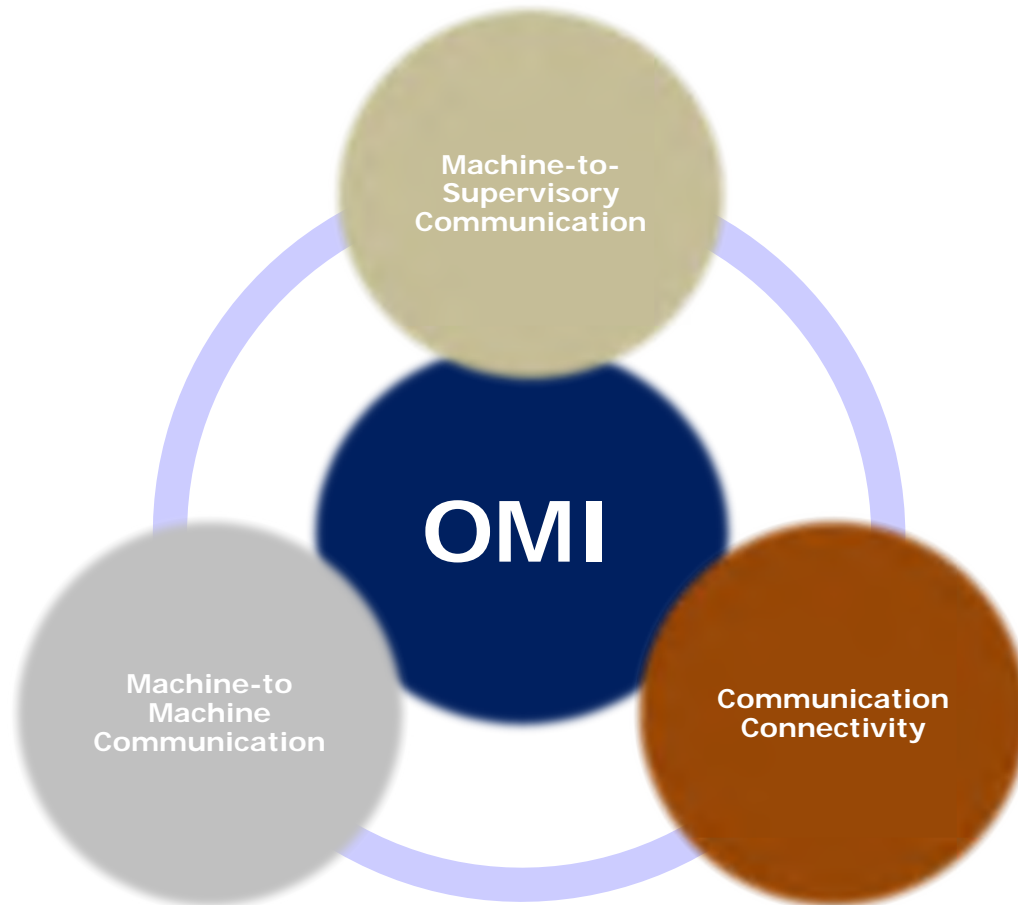 Machine-to-
Supervisory
Communication
OMI
Machine-to
Machine
Communication
Communication
Connectivity